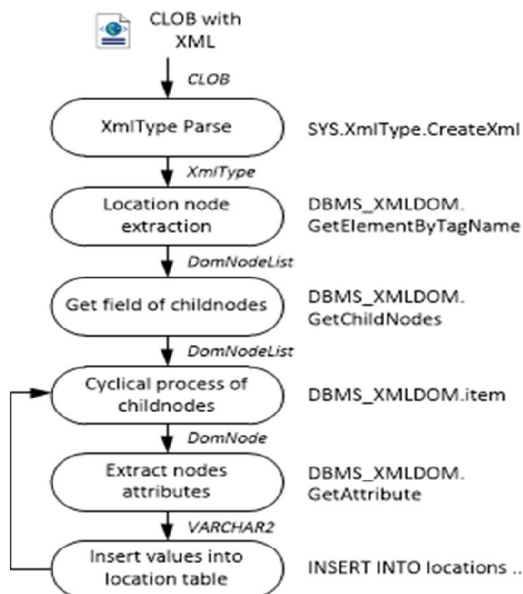 CLOB with
XML
CLOB
XmlType Parse
SYS.XmlType.CreateXml
XmlType
Location node
extraction
DBMS_XMLDOM.
GetElementByTagName
DomNodeList
Get field of childnodes
DBMS_XMLDOM.
GetChildNodes
DomNodeList
Cyclical process of
childnodes
DBMS_XMLDOM.item
DomNode
Extract nodes
attributes
DBMS_XMLDOM.
GetAttribute
VARCHAR2
Insert values into
location table
INSERT INTO locations ..